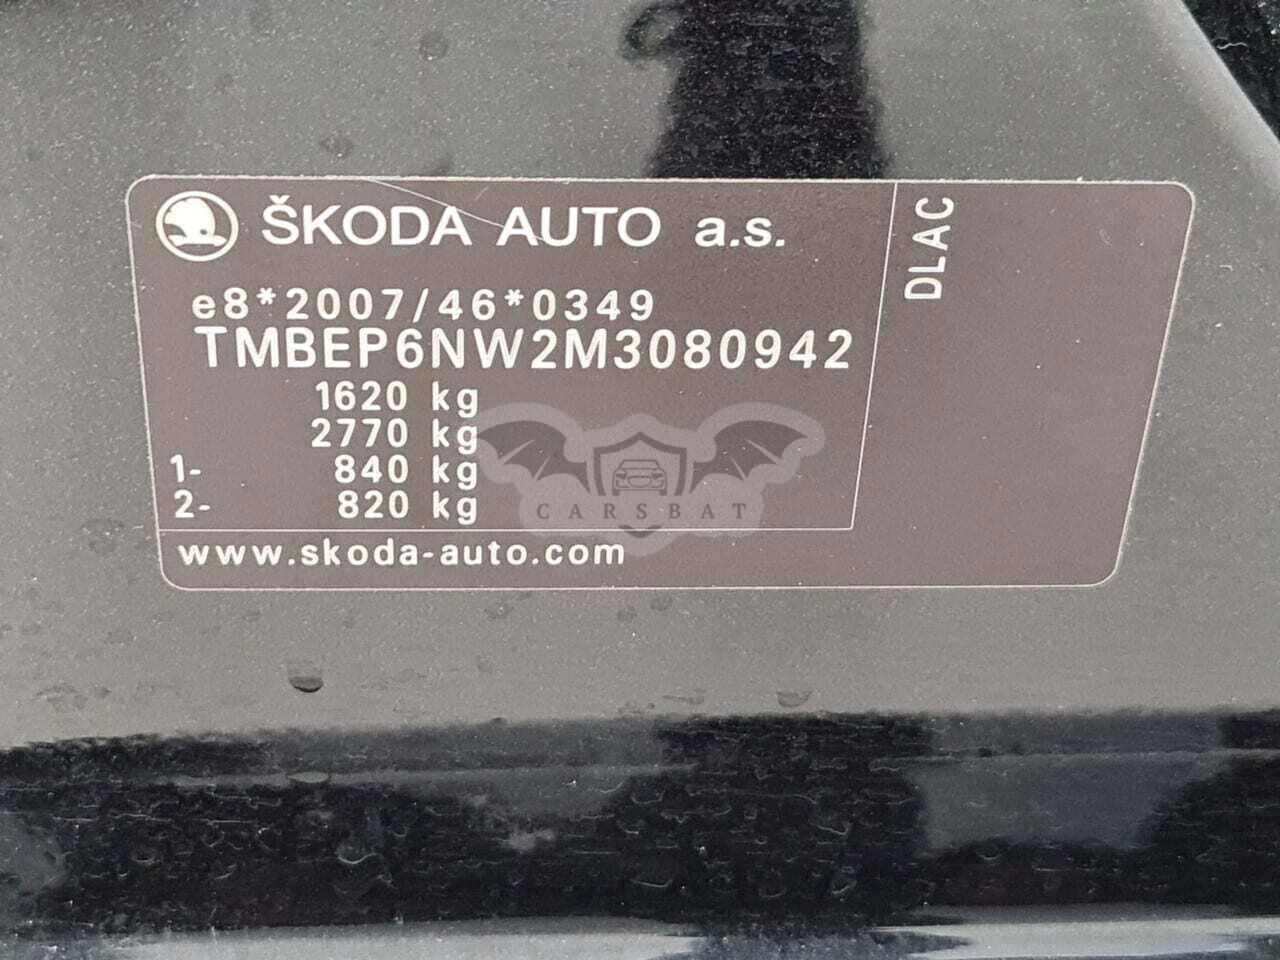 ŠKODA AUTO a.s.
DLAC
e8*2007/46*0349
TMBEP6NW2M3080942
1620 kg
2770 kg
1- 840 kg
2- 820 kg
CARSBAT
www.skoda-auto.com